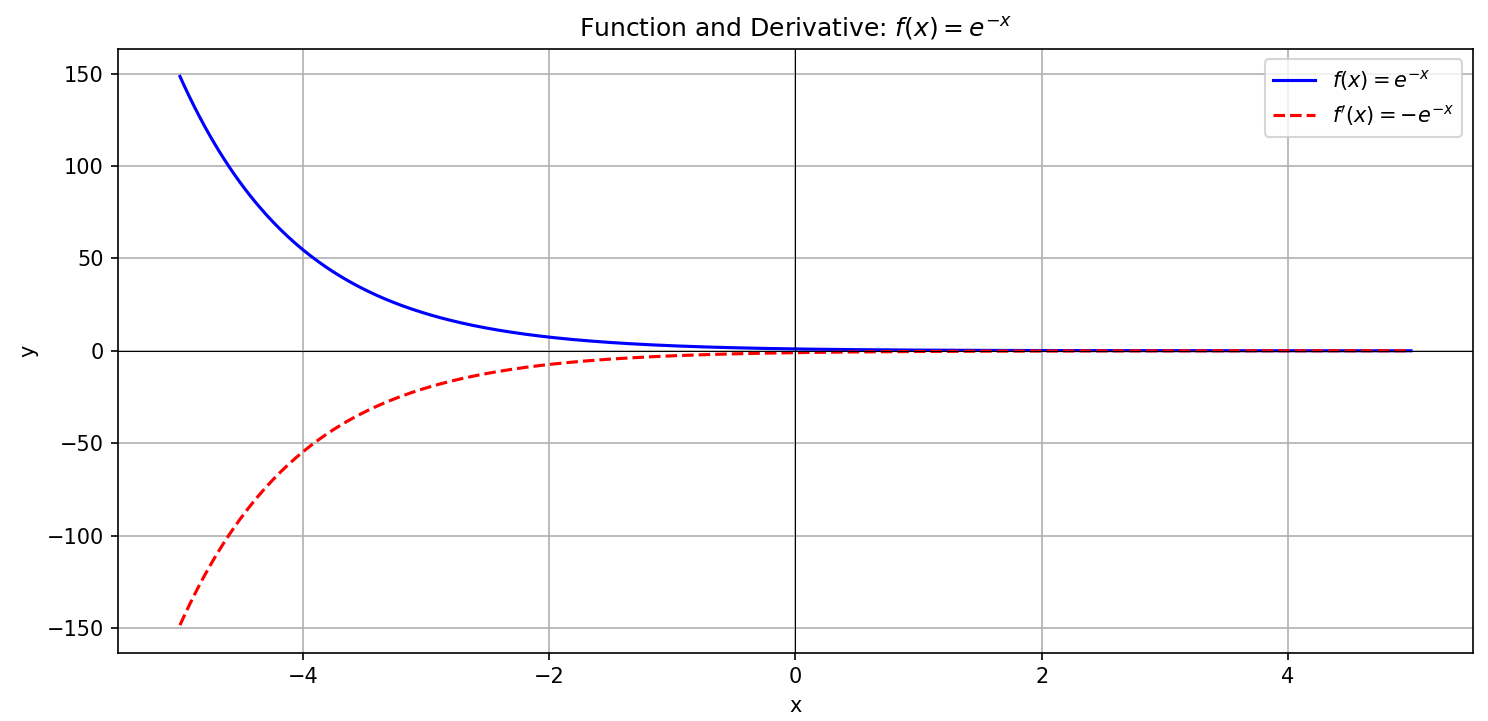 Function and Derivative: f(x) = e^{-x}
f(x) = e^{-x}
f'(x) = -e^{-x}
150
100
50
0
−50
−100
−150
y
−4 −2 0 2 4
x